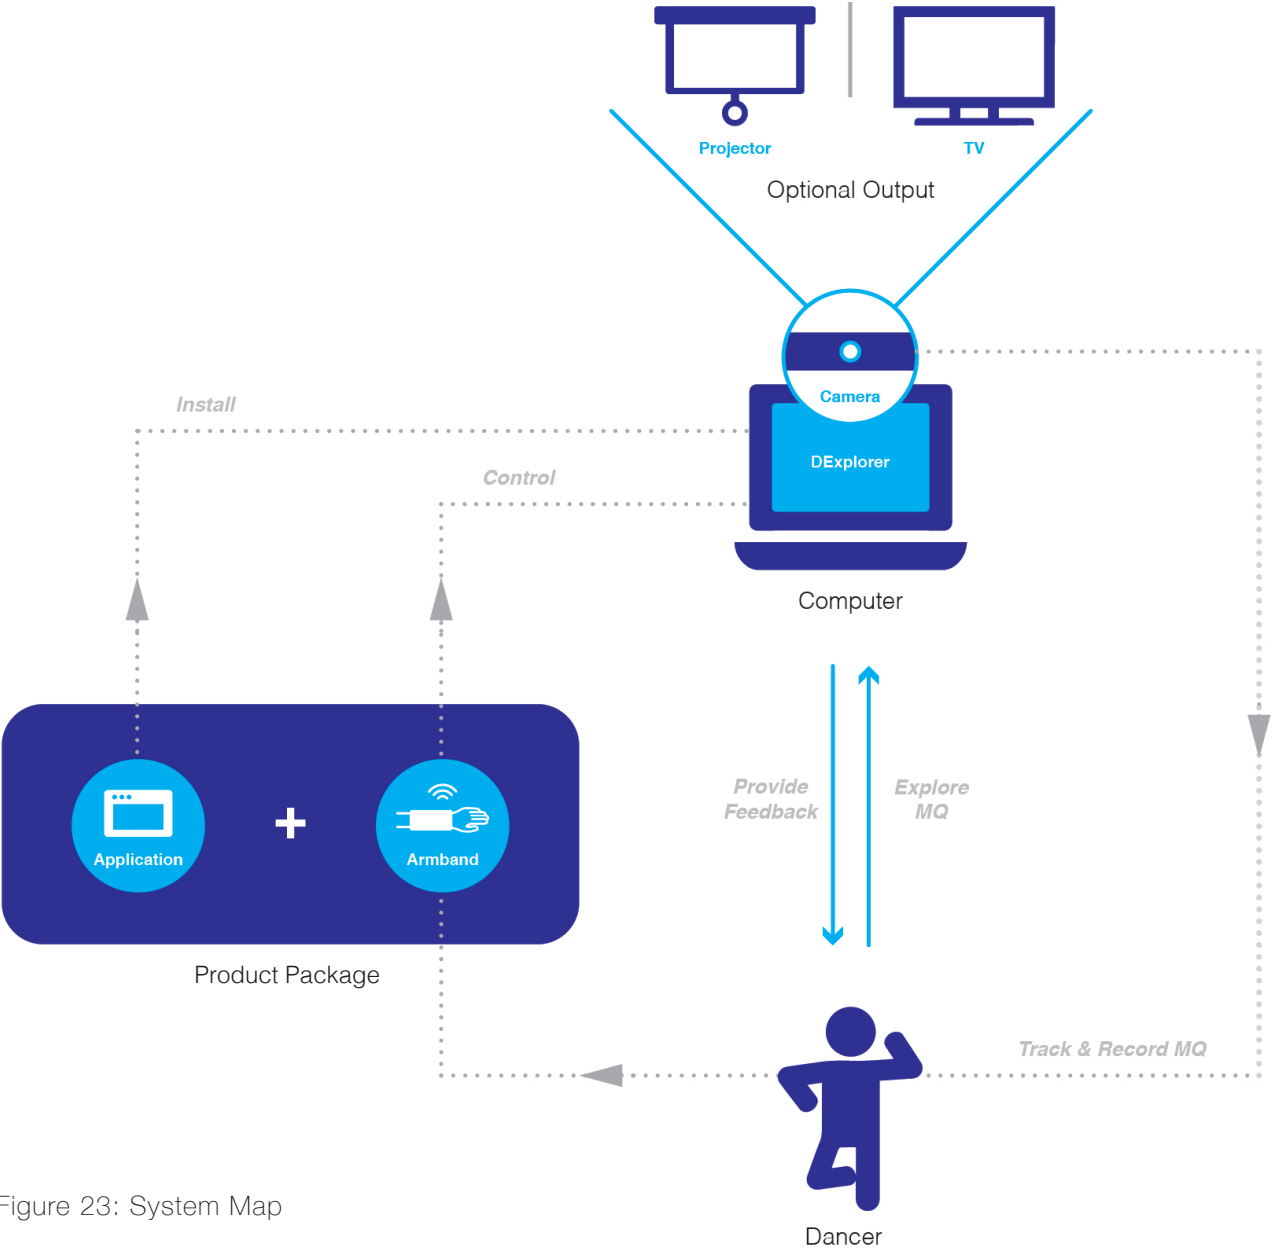 Projector
TV
Optional Output
Camera
Install
DExplorer
Control
Computer
Provide
Feedback
Explore
MQ
Application
+
Armband
Product Package
Track & Record MQ
Figure 23: System Map
Dancer